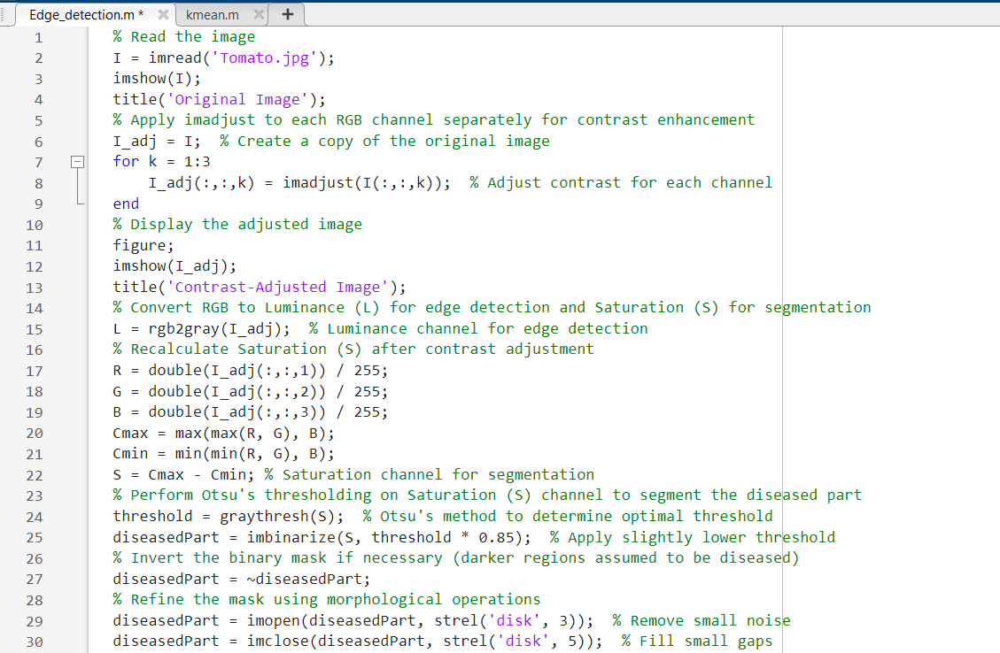 Edge_detection.m * × kmean.m × +
1 % Read the image
2 I = imread('Tomato.jpg');
3 imshow(I);
4 title('Original Image');
5 % Apply imadjust to each RGB channel separately for contrast enhancement
6 I_adj = I;  % Create a copy of the original image
7 for k = 1:3
8     I_adj(:,:,k) = imadjust(I(:,:,k));  % Adjust contrast for each channel
9 end
10 % Display the adjusted image
11 figure;
12 imshow(I_adj);
13 title('Contrast-Adjusted Image');
14 % Convert RGB to Luminance (L) for edge detection and Saturation (S) for segmentation
15 L = rgb2gray(I_adj);  % Luminance channel for edge detection
16 % Recalculate Saturation (S) after contrast adjustment
17 R = double(I_adj(:,:,1)) / 255;
18 G = double(I_adj(:,:,2)) / 255;
19 B = double(I_adj(:,:,3)) / 255;
20 Cmax = max(max(R, G), B);
21 Cmin = min(min(R, G), B);
22 S = Cmax - Cmin; % Saturation channel for segmentation
23 % Perform Otsu's thresholding on Saturation (S) channel to segment the diseased part
24 threshold = graythresh(S);  % Otsu's method to determine optimal threshold
25 diseasedPart = imbinarize(S, threshold * 0.85);  % Apply slightly lower threshold
26 % Invert the binary mask if necessary (darker regions assumed to be diseased)
27 diseasedPart = ~diseasedPart;
28 % Refine the mask using morphological operations
29 diseasedPart = imopen(diseasedPart, strel('disk', 3));  % Remove small noise
30 diseasedPart = imclose(diseasedPart, strel('disk', 5));  % Fill small gaps